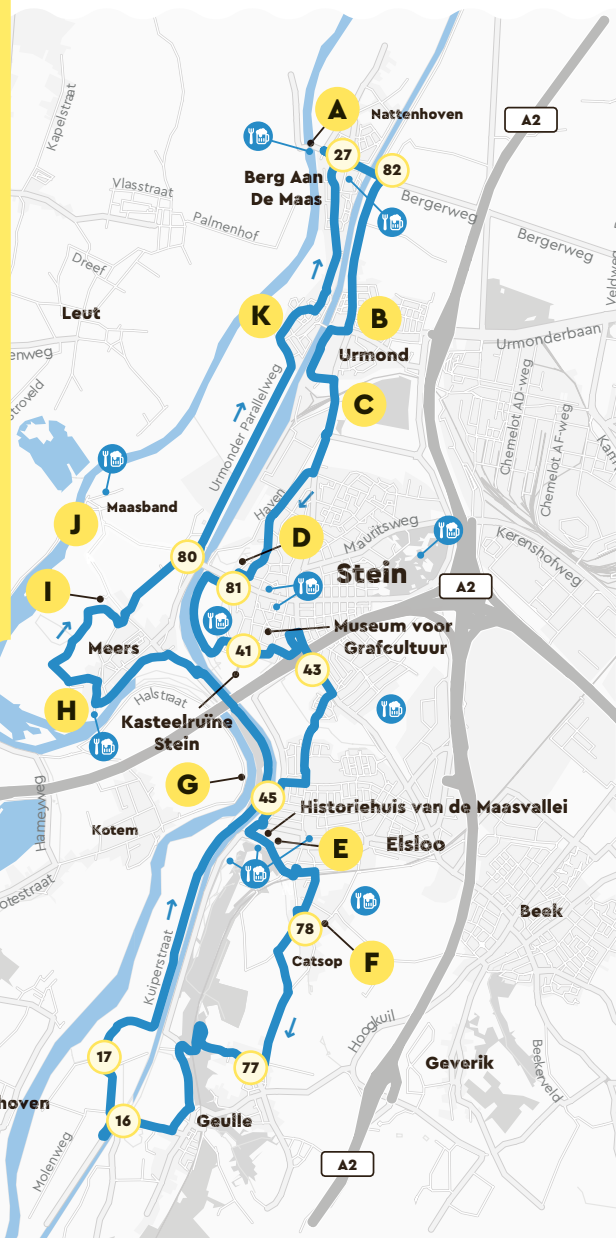 A
Nattenhoven
A2
27
82
Kapelstraat
Berg Aan
De Maas
Vlasstraat
Bergerweg
Palmenhof
Bergerweg
Dreef
Leut
K
B
Urmonderbaan
Urmond
C
Urmonder Parallelweg
Chemelot AD-weg
Chemelot AF-weg
Haven
Maasband
J
D
Mauritsweg
Kerenshofweg
80
Stein
81
A2
I
Museum voor
Grafcultuur
Meers
41
43
Halstraat
H
Kasteelruïne
Stein
G
45
Historiehuis van de Maasvallei
Kotem
E
Elsloo
Beek
78
Catsop
F
Kuiperstraat
Hoogkuil
17
77
Geverik
Beekerveld
hoven
16
Geulle
Molenweg
A2